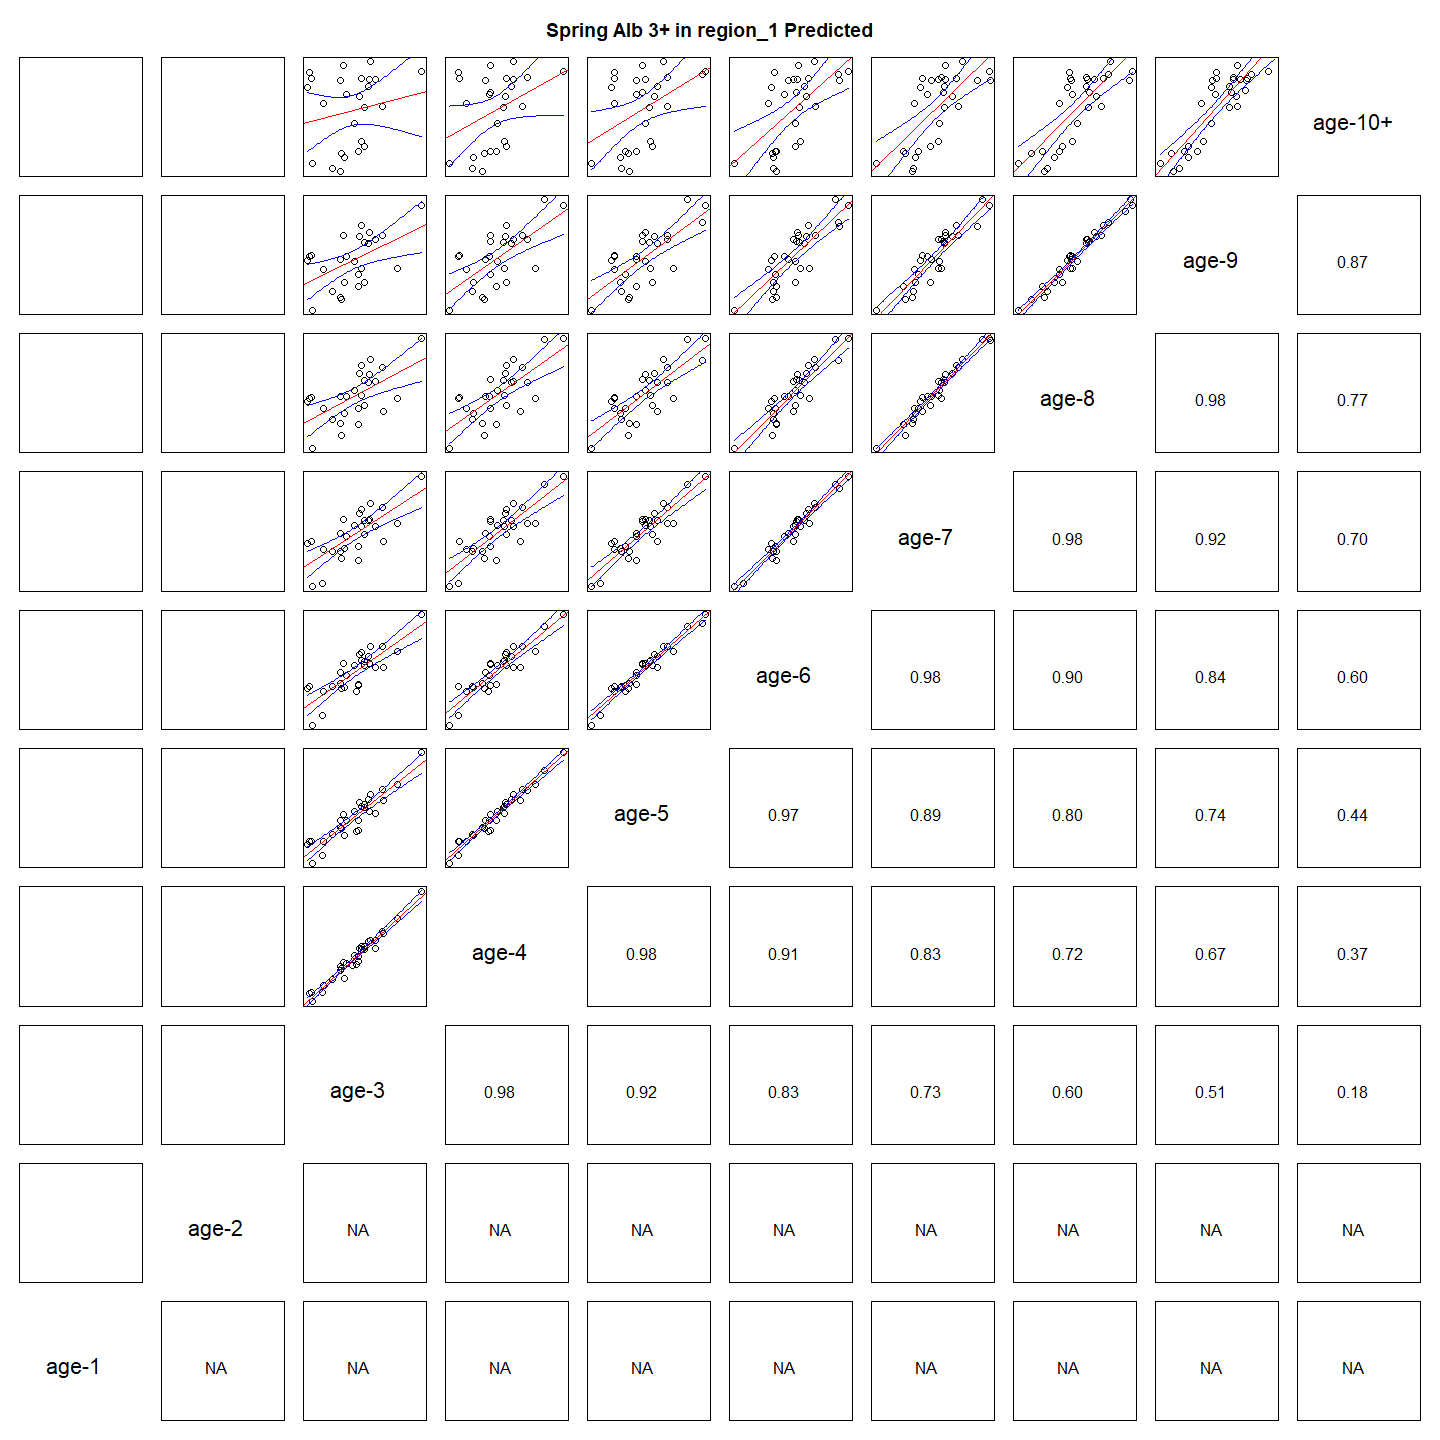 Spring Alb 3+ in region_1 Predicted
age-10+
age-9 0.87
age-8 0.98 0.77
age-7 0.98 0.92 0.70
age-6 0.98 0.90 0.84 0.60
age-5 0.97 0.89 0.80 0.74 0.44
age-4 0.98 0.91 0.83 0.72 0.67 0.37
age-3 0.98 0.92 0.83 0.73 0.60 0.51 0.18
age-2 NA NA NA NA NA NA NA NA
age-1 NA NA NA NA NA NA NA NA NA